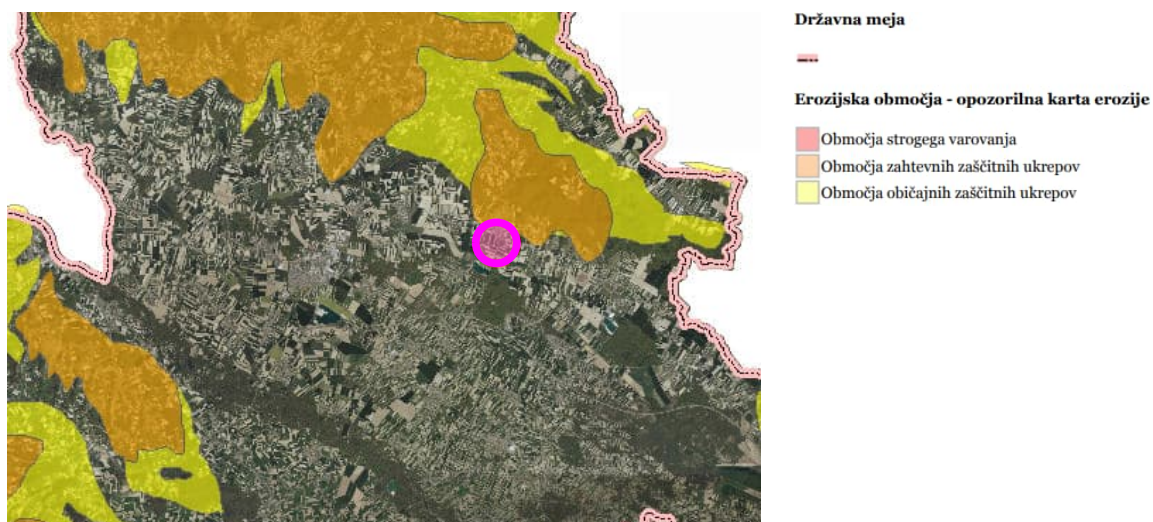 Državna meja
Erozijska območja - opozorilna karta erozije
Območja strogega varovanja
Območja zahtevnih zaščitnih ukrepov
Območja običajnih zaščitnih ukrepov